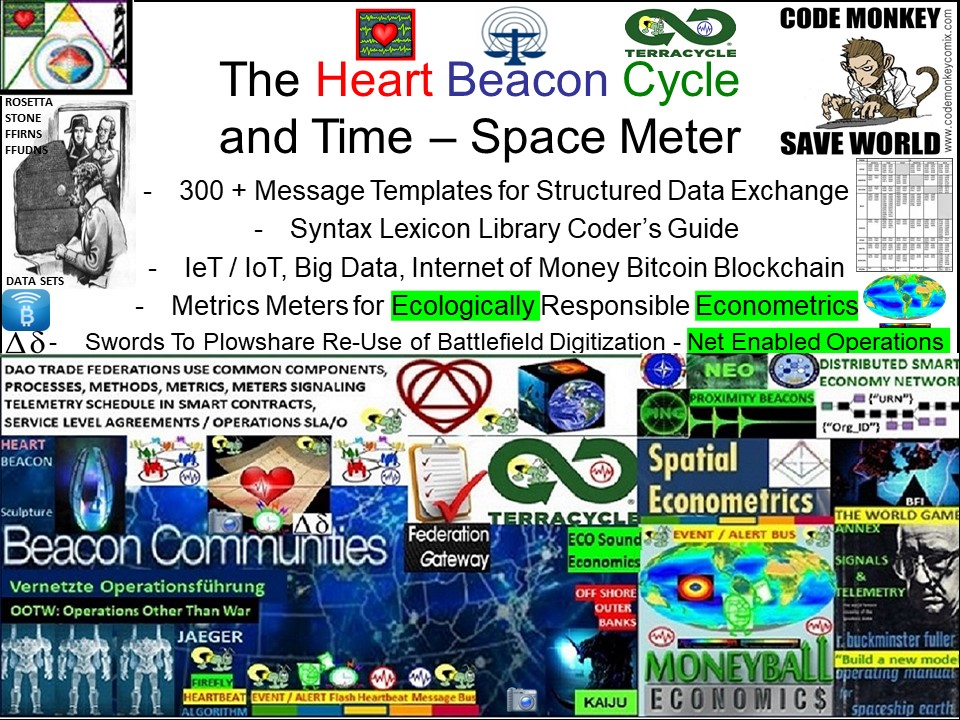 CODE MONKEY
SAVE WORLD
www.codemonkeycomix.com
TERRACYCLE
The Heart Beacon Cycle
and Time – Space Meter
ROSETTA
STONE
FFIRNS
FFUDNS
DATA SETS
- 300 + Message Templates for Structured Data Exchange
- Syntax Lexicon Library Coder’s Guide
- IeT / IoT, Big Data, Internet of Money Bitcoin Blockchain
- Metrics Meters for Ecologically Responsible Econometrics
Δδ
- Swords To Plowshare Re-Use of Battlefield Digitization - Net Enabled Operations
DAO TRADE FEDERATIONS USE COMMON COMPONENTS,
PROCESSES, METHODS, METRICS, METERS SIGNALING
TELEMETRY SCHEDULE IN SMART CONTRACTS,
SERVICE LEVEL AGREEMENTS / OPERATIONS SLA/O
NEO
PROXIMITY BEACONS
DISTRIBUTED SMART
ECONOMY NETWORK
{"URN"}
{"Org_ID"}
HEART
BEACON
Sculpture
Δδ
TERRACYCLE
Spatial
Econometrics
BFI
THE WORLD GAME
Beacon Communities
Federation
Gateway
ECO Sound
Economics
EVENT / ALERT BUS
ANNEX
SIGNALS
&
TELEMETRY
Vernetzte Operationsführung
OOTW: Operations Other Than War
OFF SHORE
OUTER
BANKS
JAEGER
FIREFLY
HEARTBEAT
ALGORITHM
EVENT / ALERT Flash Heartbeat Message Bus
KAIJU
MONEYBALL
ECONOMIC$
r. buckminster fuller
"Build a new mode
operating manual
for
spaceship earth